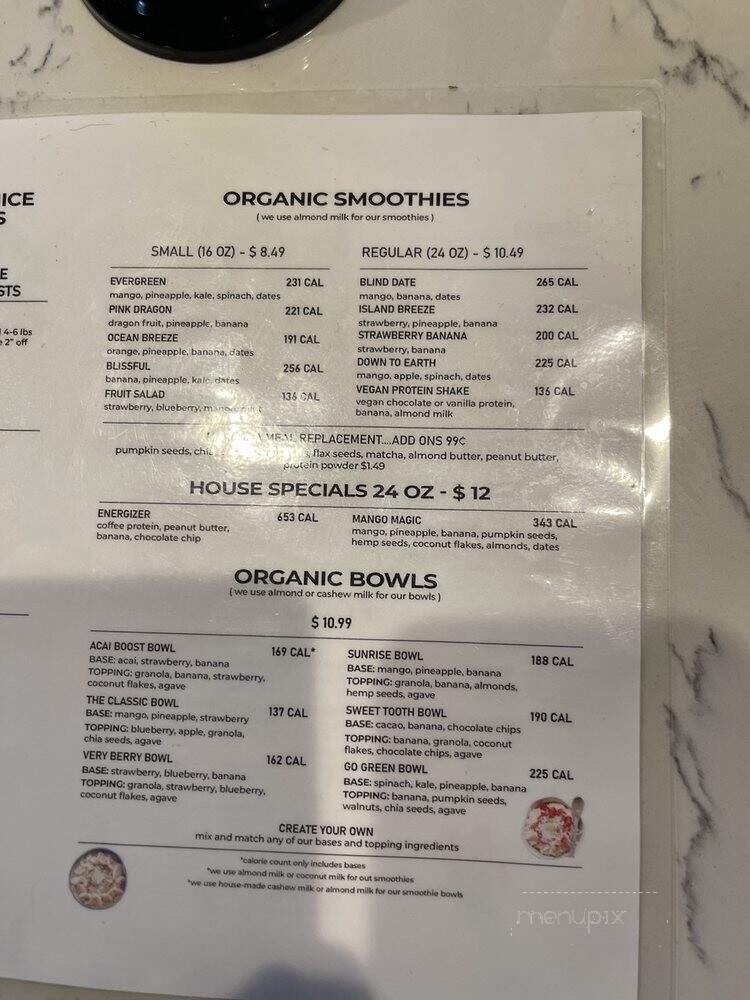 ICE
S
E
STS
4-6 lbs
2" off
ORGANIC SMOOTHIES
(we use almond milk for our smoothies)
SMALL (16 OZ) - $ 8.49
EVERGREEN 231 CAL
mango, pineapple, kale, spinach, dates
PINK DRAGON 221 CAL
dragon fruit, pineapple, banana
OCEAN BREEZE 191 CAL
orange, pineapple, banana, dates
BLISSFUL 256 CAL
banana, pineapple, kale, dates
FRUIT SALAD 136 CAL
strawberry, blueberry,
REGULAR (24 OZ) - $ 10.49
BLIND DATE 265 CAL
mango, banana, dates
ISLAND BREEZE 232 CAL
strawberry, pineapple, banana
STRAWBERRY BANANA 200 CAL
strawberry, banana
DOWN TO EARTH 225 CAL
mango, apple, spinach, dates
VEGAN PROTEIN SHAKE 136 CAL
vegan chocolate or vanilla protein,
banana, almond milk
MEAL REPLACEMENT....ADD ONS 99¢
pumpkin seeds, flax seeds, matcha, almond butter, peanut butter,
protein powder $1.49
HOUSE SPECIALS 24 OZ - $ 12
ENERGIZER 653 CAL
coffee protein, peanut butter,
banana, chocolate chip
MANGO MAGIC 343 CAL
mango, pineapple, banana, pumpkin seeds,
hemp seeds, coconut flakes, almonds, dates
ORGANIC BOWLS
(we use almond or cashew milk for our bowls)
$ 10.99
ACAI BOOST BOWL 169 CAL*
BASE: acai, strawberry, banana
TOPPING: granola, banana, strawberry,
coconut flakes, agave
THE CLASSIC BOWL 137 CAL
BASE: mango, pineapple, strawberry
TOPPING: blueberry, apple, granola,
chia seeds, agave
VERY BERRY BOWL 162 CAL
BASE: strawberry, blueberry, banana
TOPPING: granola, strawberry, blueberry,
coconut flakes, agave
SUNRISE BOWL 188 CAL
BASE: mango, pineapple, banana
TOPPING: granola, banana, almonds,
hemp seeds, agave
SWEET TOOTH BOWL 190 CAL
BASE: cacao, banana, chocolate chips
TOPPING: banana, granola, coconut
flakes, chocolate chips, agave
GO GREEN BOWL 225 CAL
BASE: spinach, kale, pineapple, banana
TOPPING: banana, pumpkin seeds,
walnuts, chia seeds, agave
CREATE YOUR OWN
mix and match any of our bases and topping ingredients
*calorie count only includes bases
*we use almond milk or coconut milk for out smoothies
*we use house-made cashew milk or almond milk for our smoothie bowls
menupix